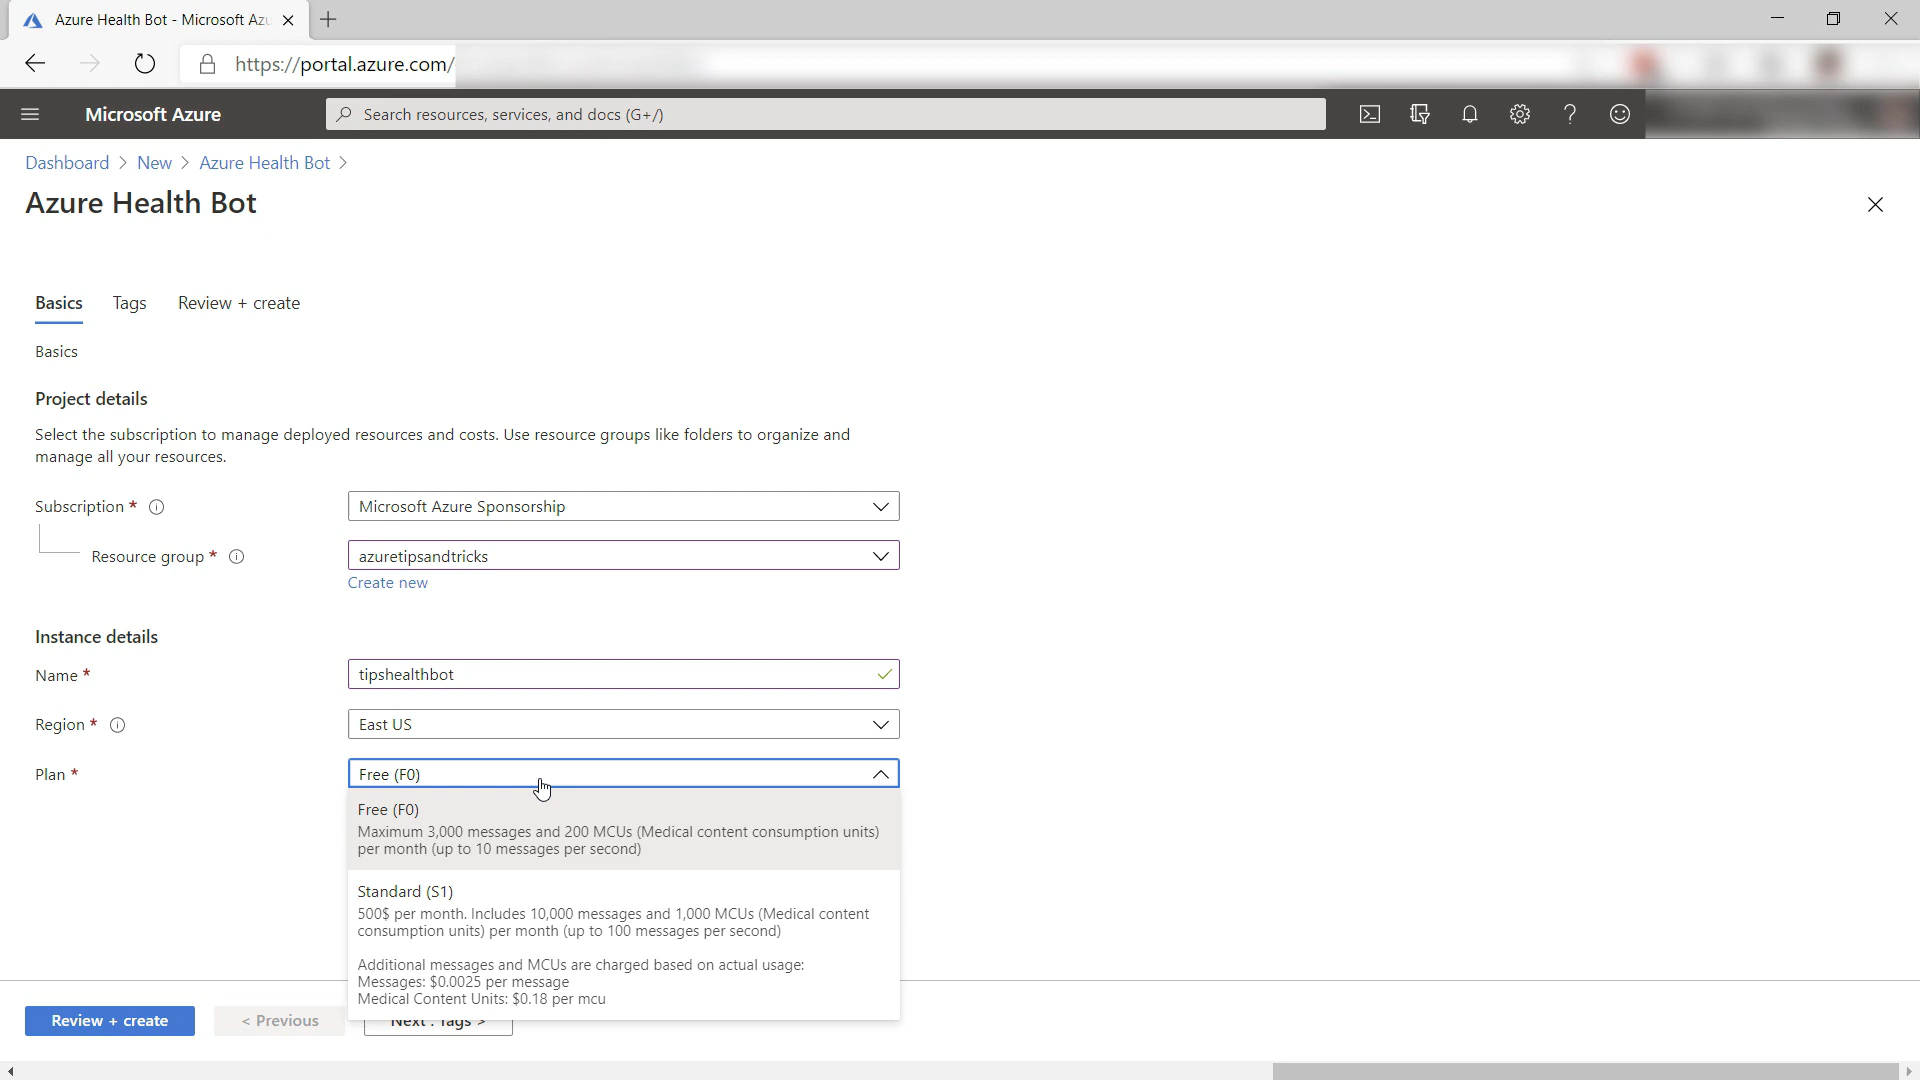 Azure Health Bot - Microsoft Azu
https://portal.azure.com/
Microsoft Azure
Search resources, services, and docs (G+/)
Dashboard > New > Azure Health Bot >
Azure Health Bot
Basics Tags Review + create
Basics
Project details
Select the subscription to manage deployed resources and costs. Use resource groups like folders to organize and
manage all your resources.
Subscription * Microsoft Azure Sponsorship
Resource group * azuretipsandtricks
Create new
Instance details
Name * tipshealthbot
Region * East US
Plan * Free (F0)
Free (F0)
Maximum 3,000 messages and 200 MCUs (Medical content consumption units)
per month (up to 10 messages per second)
Standard (S1)
500$ per month. Includes 10,000 messages and 1,000 MCUs (Medical content
consumption units) per month (up to 100 messages per second)
Additional messages and MCUs are charged based on actual usage:
Messages: $0.0025 per message
Medical Content Units: $0.18 per mcu
Review + create < Previous Next : Tags >